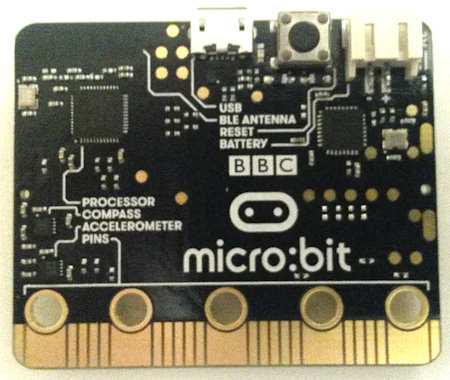 USB
BLE ANTENNA
RESET
BATTERY
BBC
PROCESSOR
COMPASS
ACCELEROMETER
PINS
micro:bit